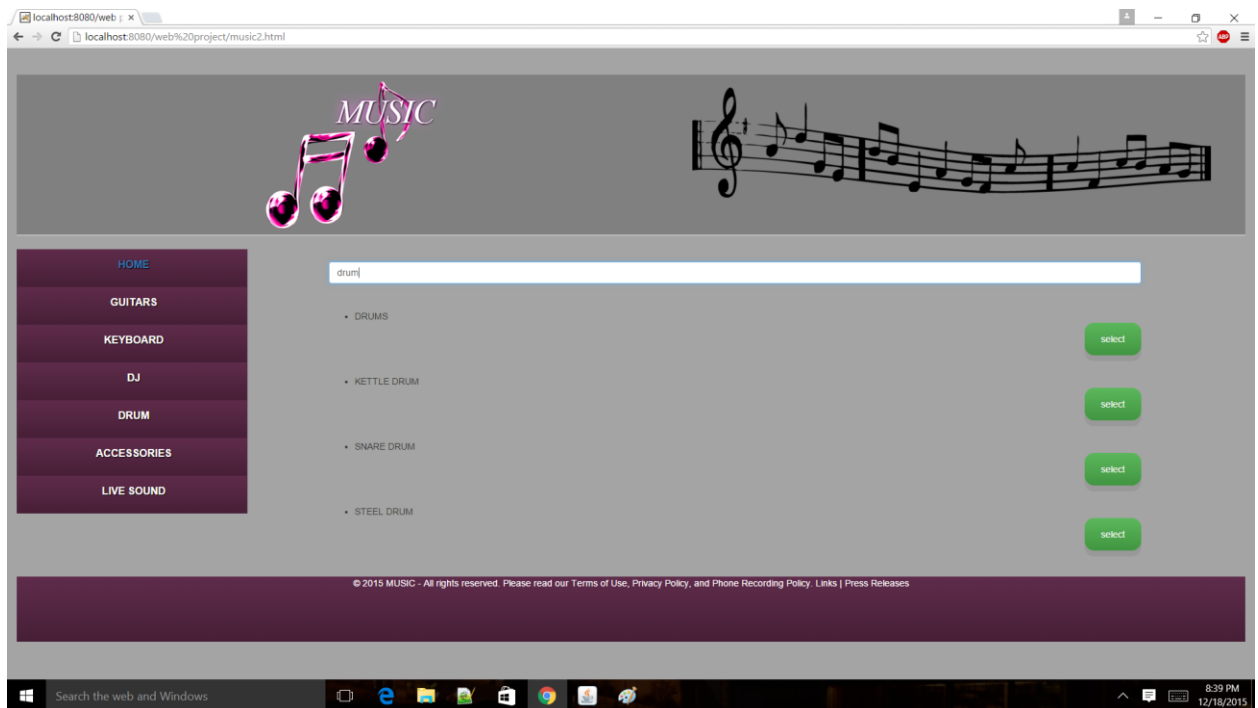 localhost:8080/web p
localhost:8080/web%20project/music2.html
ABP
MUSIC
HOME
GUITARS
KEYBOARD
DJ
DRUM
ACCESSORIES
LIVE SOUND
drum
• DRUMS
select
• KETTLE DRUM
select
• SNARE DRUM
select
• STEEL DRUM
select
© 2015 MUSIC - All rights reserved. Please read our Terms of Use, Privacy Policy, and Phone Recording Policy. Links | Press Releases
Search the web and Windows
8:39 PM
12/18/2015